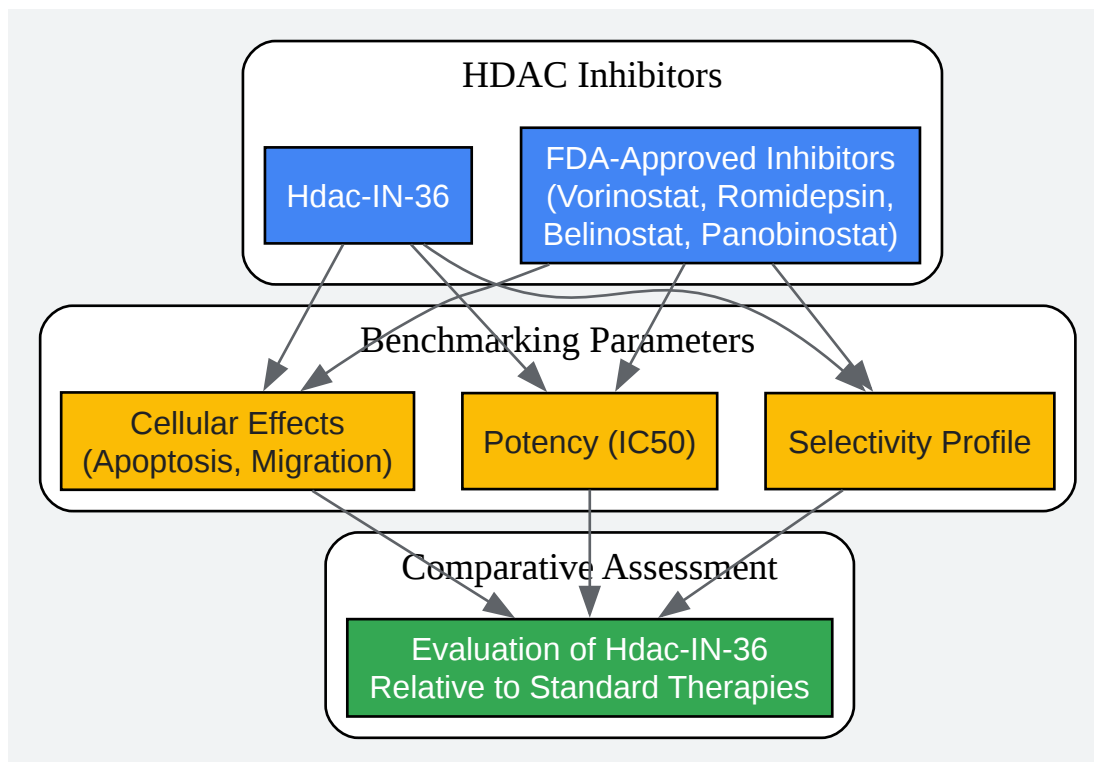 HDAC Inhibitors
Hdac-IN-36
FDA-Approved Inhibitors
(Vorinostat, Romidepsin,
Belinostat, Panobinostat)
Benchmarking Parameters
Cellular Effects
(Apoptosis, Migration)
Potency (IC50)
Selectivity Profile
Comparative Assessment
Evaluation of Hdac-IN-36
Relative to Standard Therapies